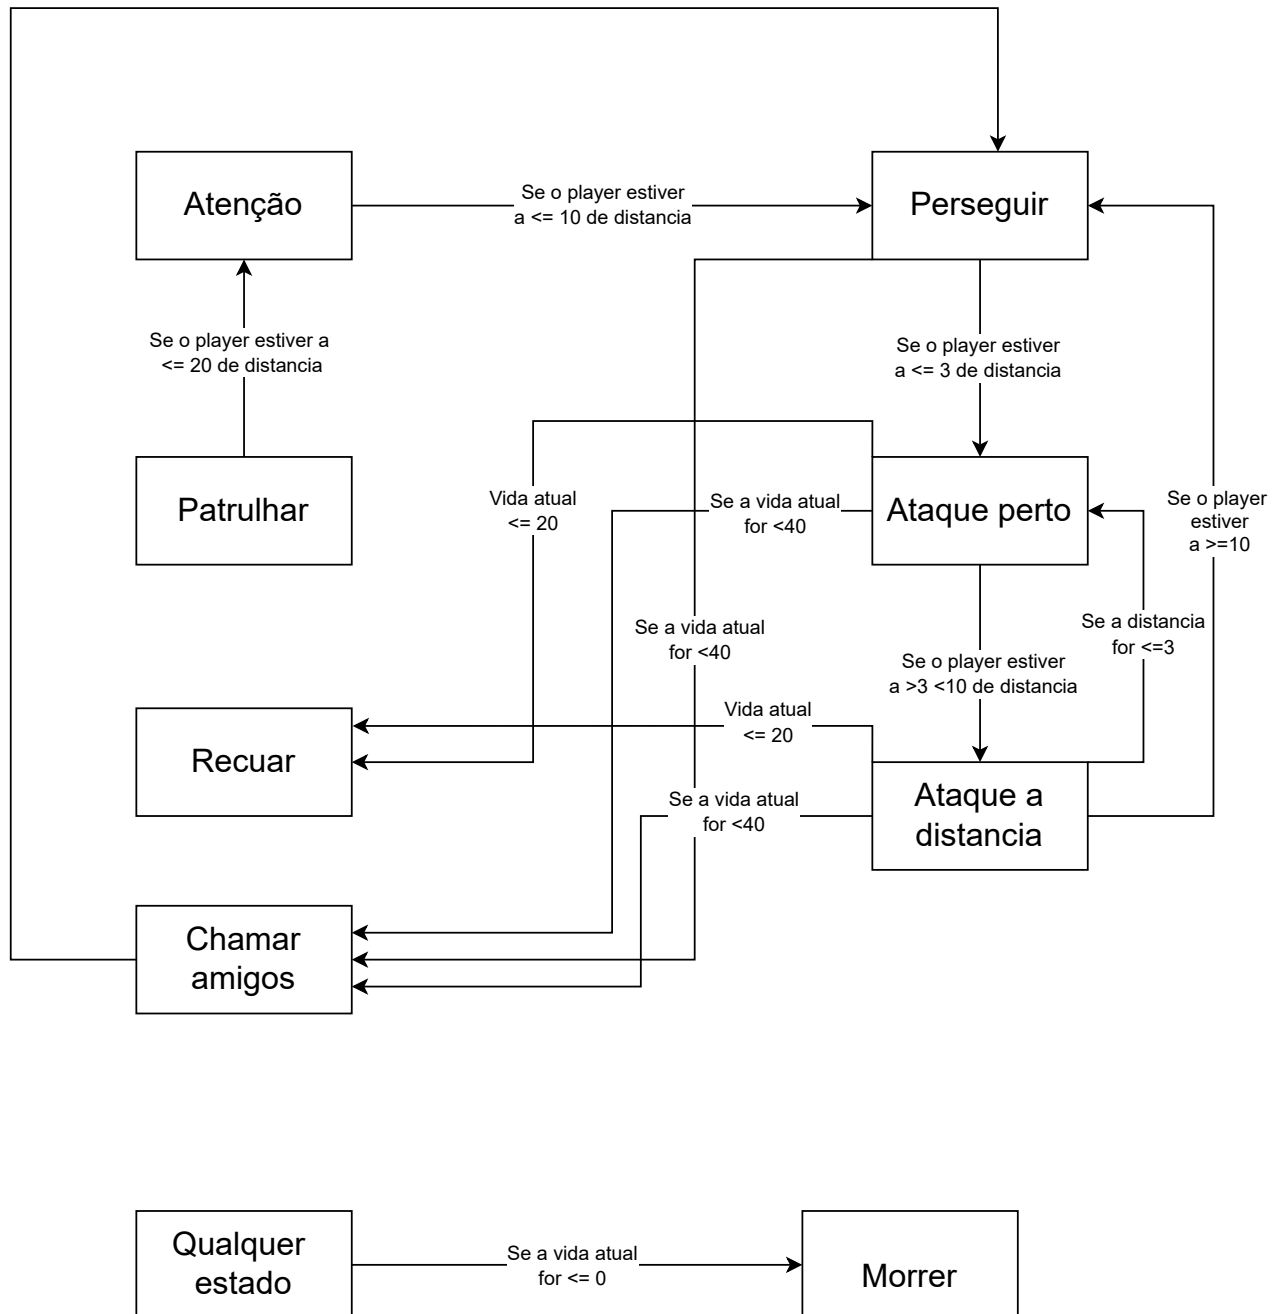 Atenção
Se o player estiver
a <= 10 de distancia
Perseguir
Se o player estiver a
<= 20 de distancia
Se o player estiver
a <= 3 de distancia
Patrulhar
Vida atual
<= 20
Se a vida atual
for <40
Ataque perto
Se o player
estiver
a >=10
Se a vida atual
for <40
Se a distancia
for <=3
Se o player estiver
a >3 <10 de distancia
Recuar
Vida atual
<= 20
Se a vida atual
for <40
Ataque a
distancia
Chamar
amigos
Qualquer
estado
Se a vida atual
for <= 0
Morrer